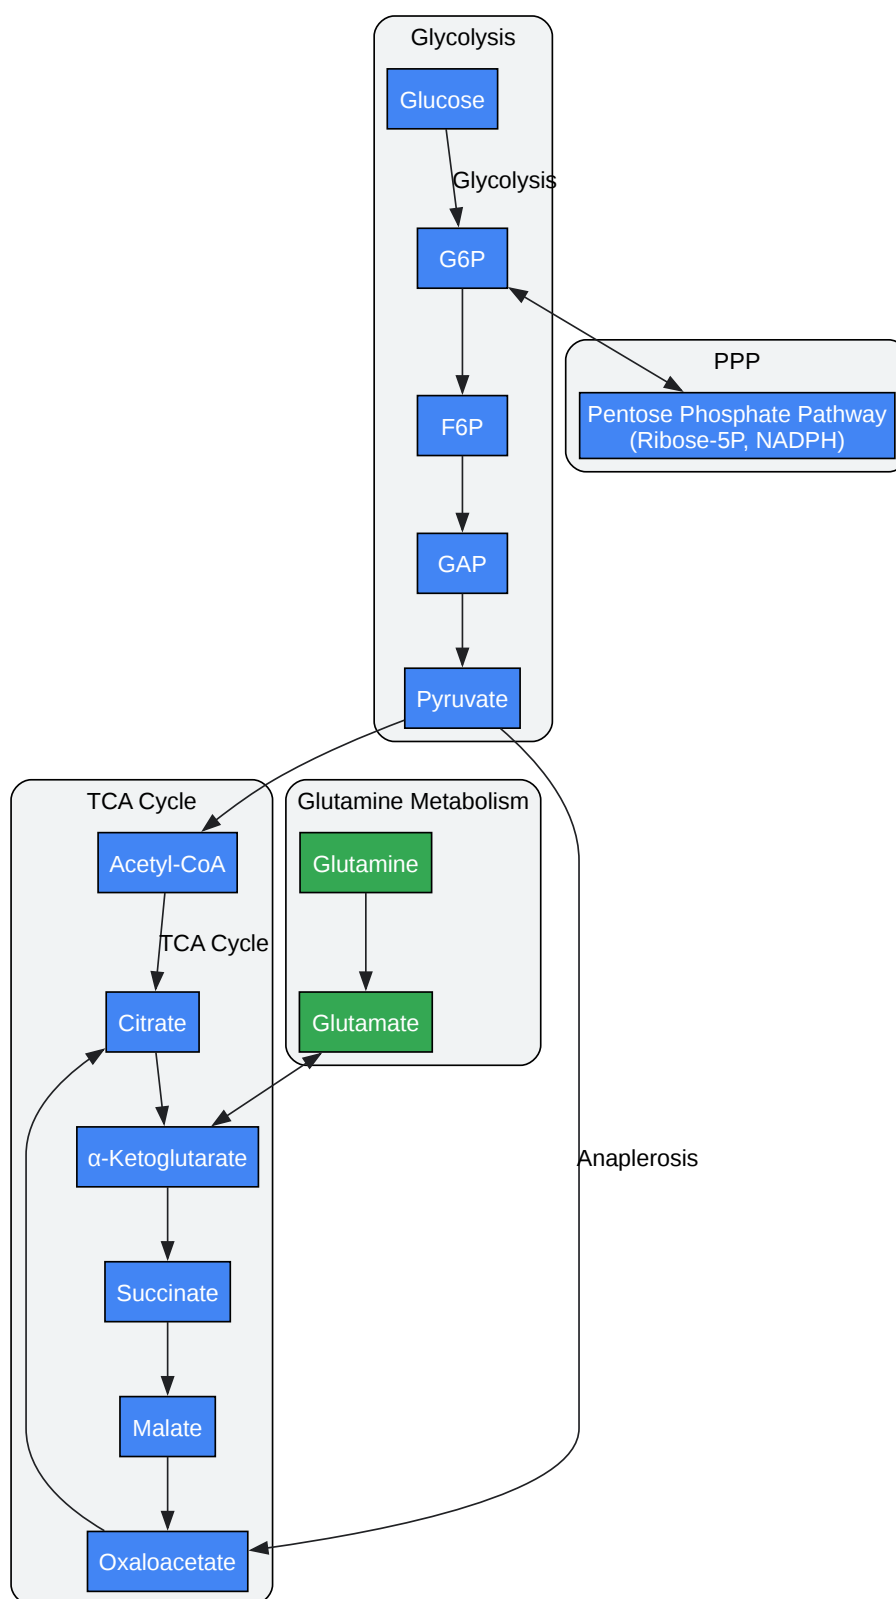 Glycolysis
Glucose
Glycolysis
G6P
PPP
Pentose Phosphate Pathway
(Ribose-5P, NADPH)
F6P
GAP
Pyruvate
TCA Cycle
Glutamine Metabolism
Acetyl-CoA
Glutamine
TCA Cycle
Citrate
Glutamate
α-Ketoglutarate
Anaplerosis
Succinate
Malate
Oxaloacetate